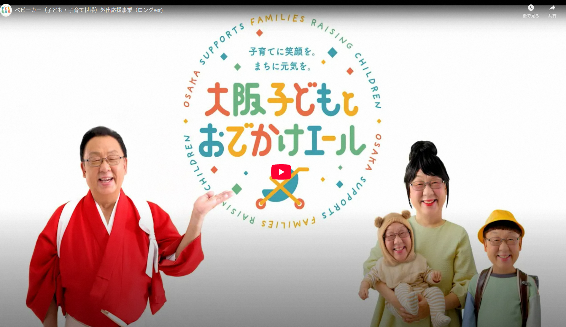 OSAKA SUPPORTS FAMILIES RAISING CHILDREN
子育てに笑顔を。
まちに元気を。
大阪子どもと
おでかけエール
OSAKA SUPPORTS FAMILIES RAISING CHILDREN